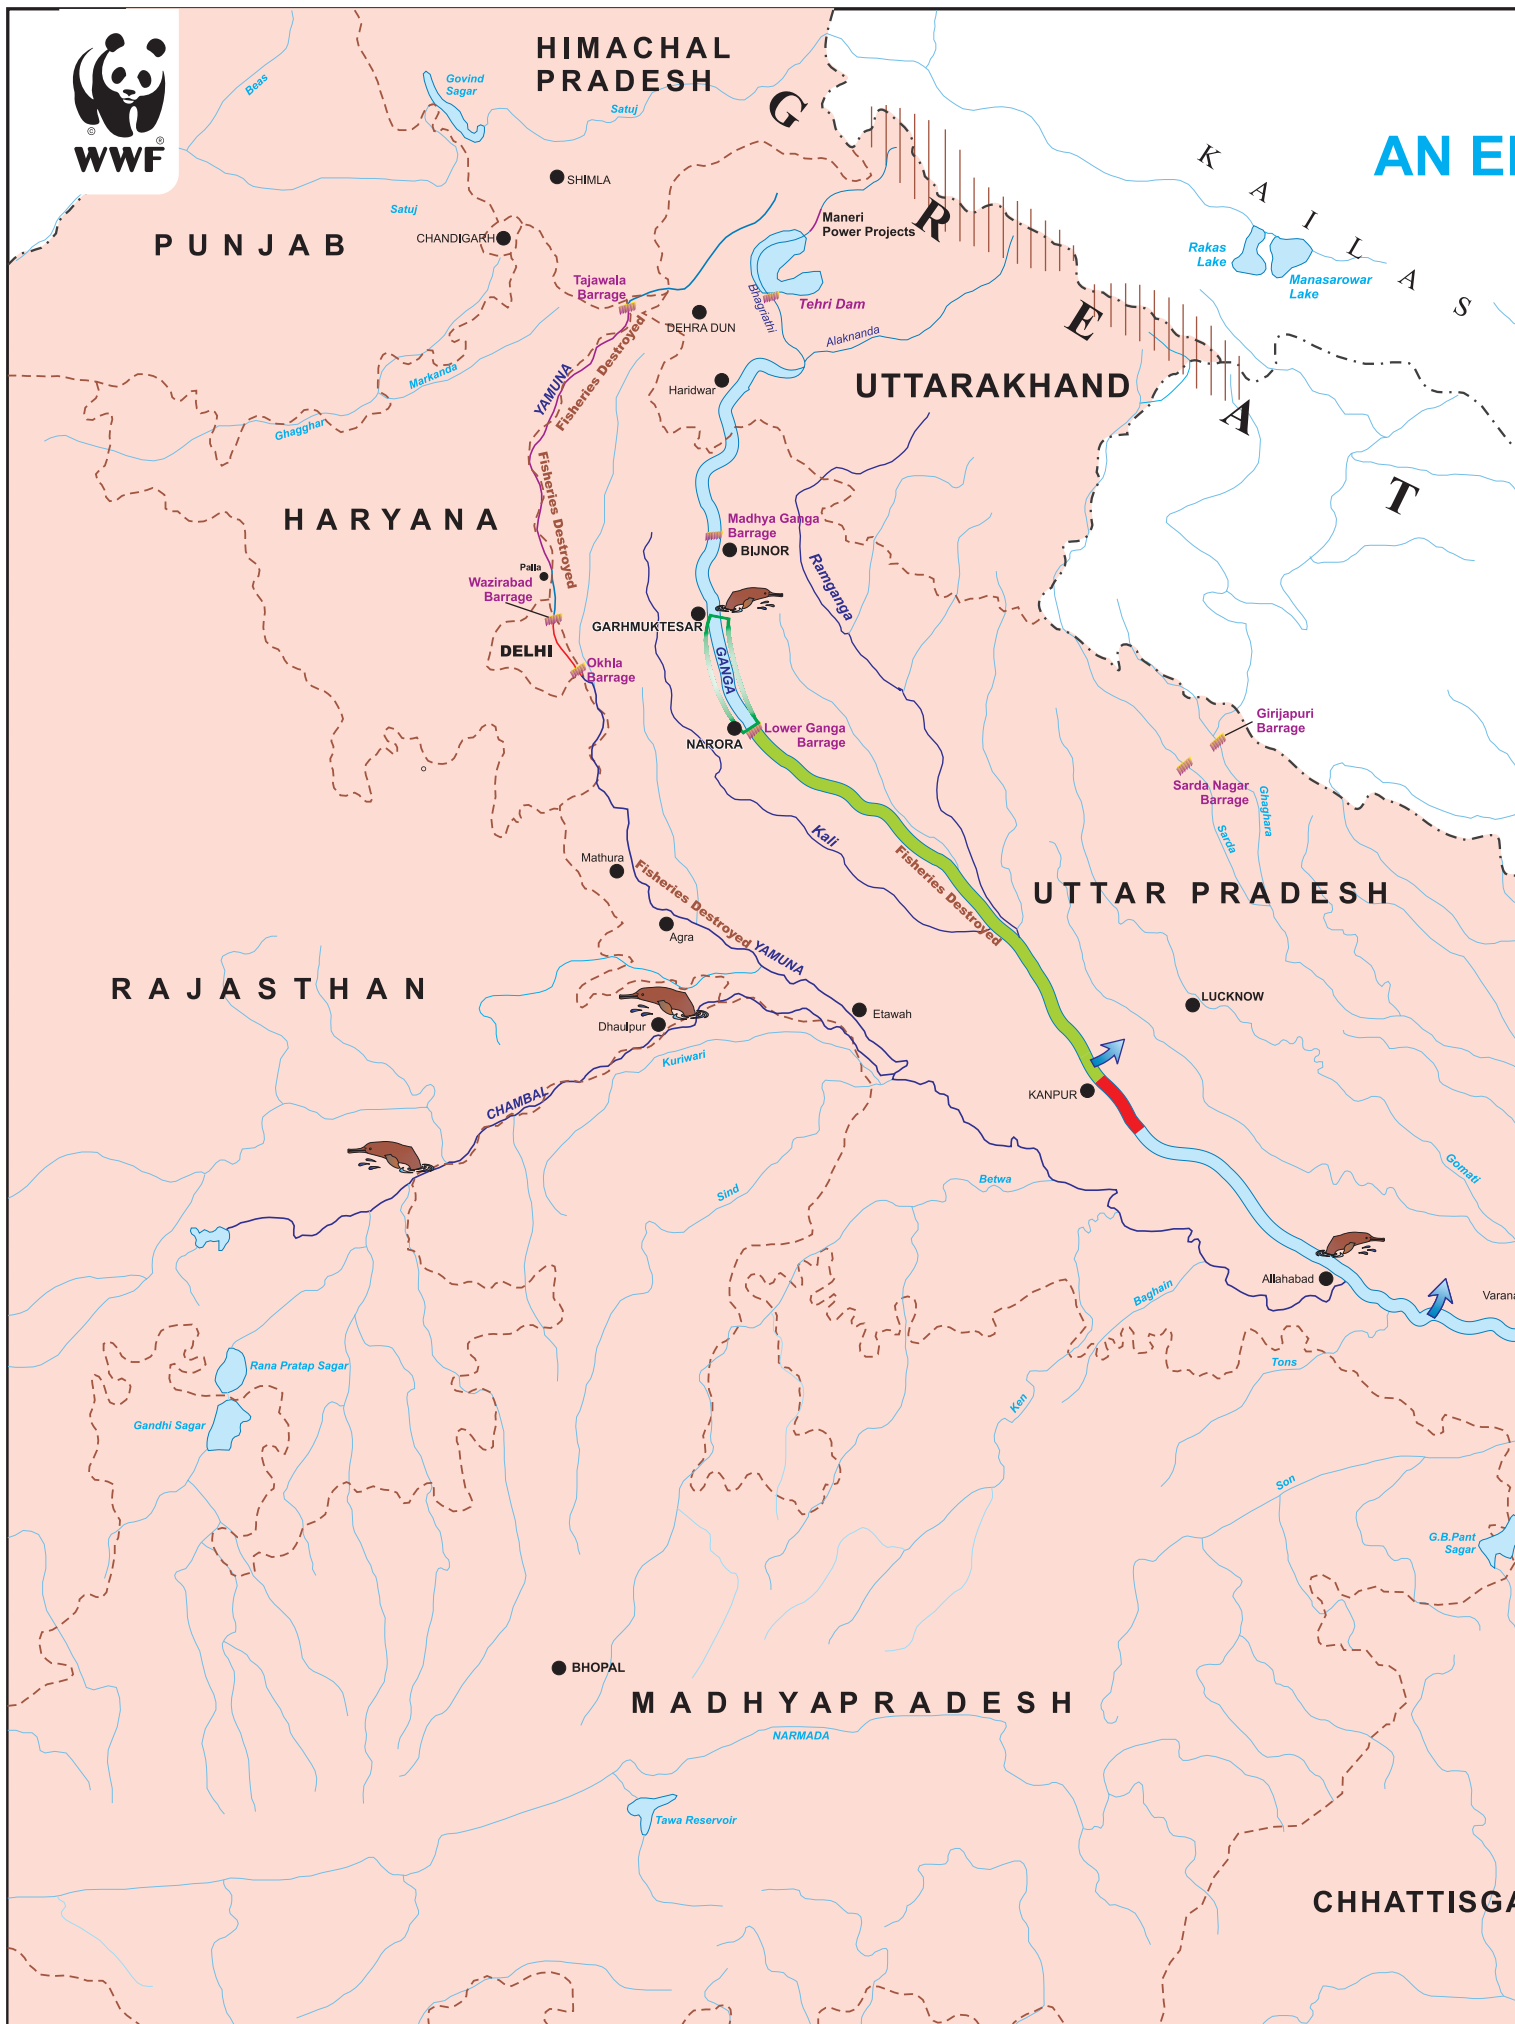 HIMACHAL
PRADESH
Beas
Govind
Sagar
Satuj
©
®
WWF
G
R
E
A
T
AN E
K A I L A S
SHIMLA
Satuj
PUNJAB
CHANDIGARH
Maneri
Power Projects
Rakas
Lake
Manasarowar
Lake
Tajawala
Barrage
Bhagriathi
Tehri Dam
DEHRA DUN
Alaknanda
Fisheries Destroyed
YAMUNA
Markanda
Haridwar
UTTARAKHAND
Ghagghar
Fisheries Destroyed
HARYANA
Madhya Ganga
Barrage
BIJNOR
Ramganga
Palla
Wazirabad
Barrage
GARHMUKTESAR
DELHI
GANGA
Okhla
Barrage
Girijapuri
Barrage
NARORA
Lower Ganga
Barrage
Sarda Nagar
Barrage
Ghaghara
Sarda
Kali
Mathura
Fisheries Destroyed
Fisheries Destroyed
UTTAR PRADESH
Agra
YAMUNA
RAJASTHAN
LUCKNOW
Dhaulpur
Etawah
Kuriwari
CHAMBAL
KANPUR
Gomati
Sind
Betwa
Allahabad
Baghain
Varana
Rana Pratap Sagar
Tons
Ken
Gandhi Sagar
Son
G.B.Pant
Sagar
BHOPAL
MADHYAPRADESH
NARMADA
Tawa Reservoir
CHHATTISGA